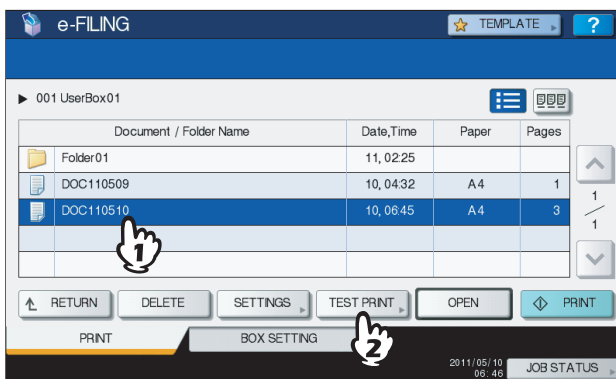 e-FILING TEMPLATE ?
001 UserBox01
Document / Folder Name Date,Time Paper Pages
Folder01 11, 02:25
DOC110509 10, 04:32 A4 1
DOC110510 10, 06:45 A4 3
1
1
1
RETURN DELETE SETTINGS TEST PRINT OPEN PRINT
2
PRINT BOX SETTING
2011/05/10
06:46 JOB STATUS